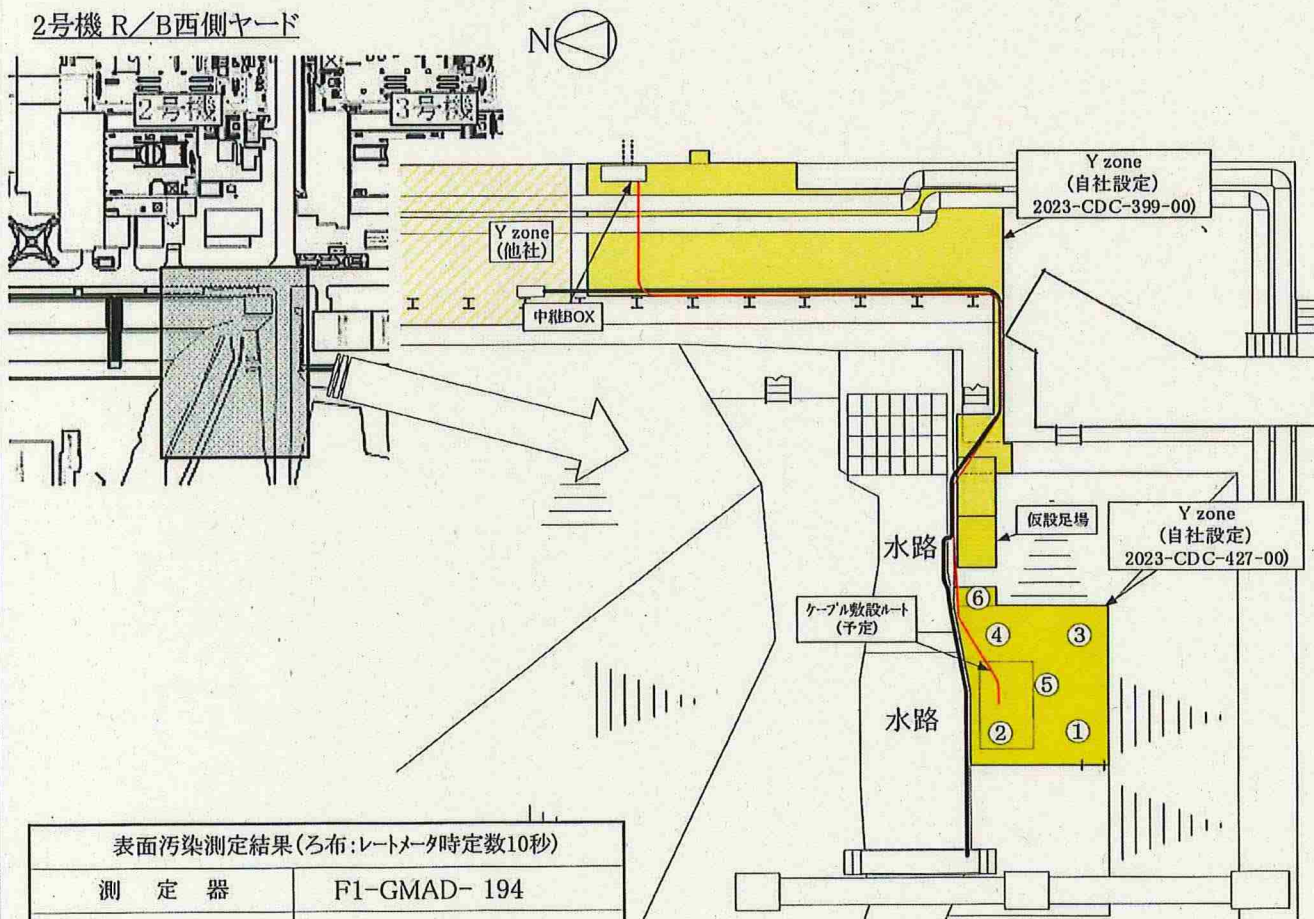 2号機 R/B西側ヤード
N
2号機
3号機
Y zone
(自社設定)
2023-CDC-399-00)
Y zone
(他社)
中継BOX
仮設足場
Y zone
(自社設定)
2023-CDC-427-00)
水路
ケーブル敷設ルート
(予定)
⑥
④
③
⑤
水路
②
①
表面汚染測定結果(ろ布:レートメータ時定数10秒)
測 定 器
F1-GMAD- 194